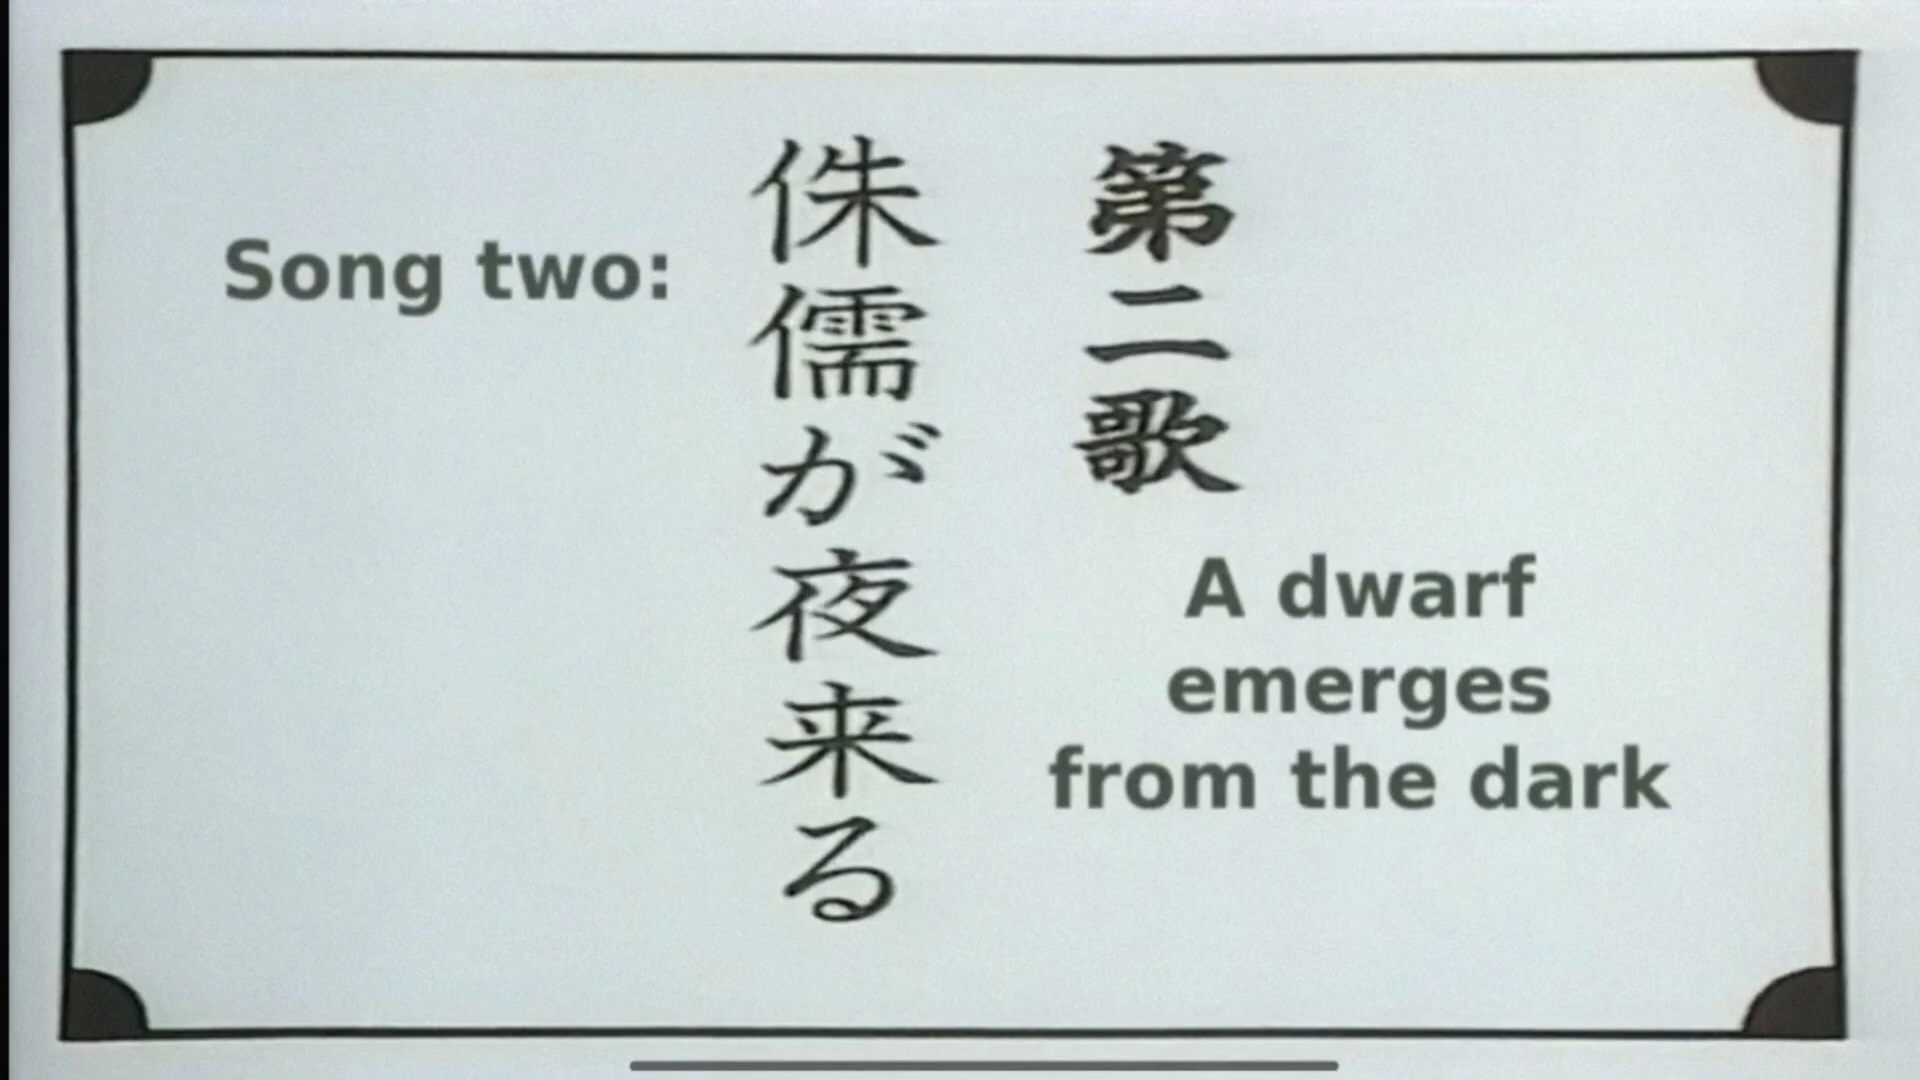 第二歌
侏儒が夜来る
Song two:
A dwarf
emerges
from the dark